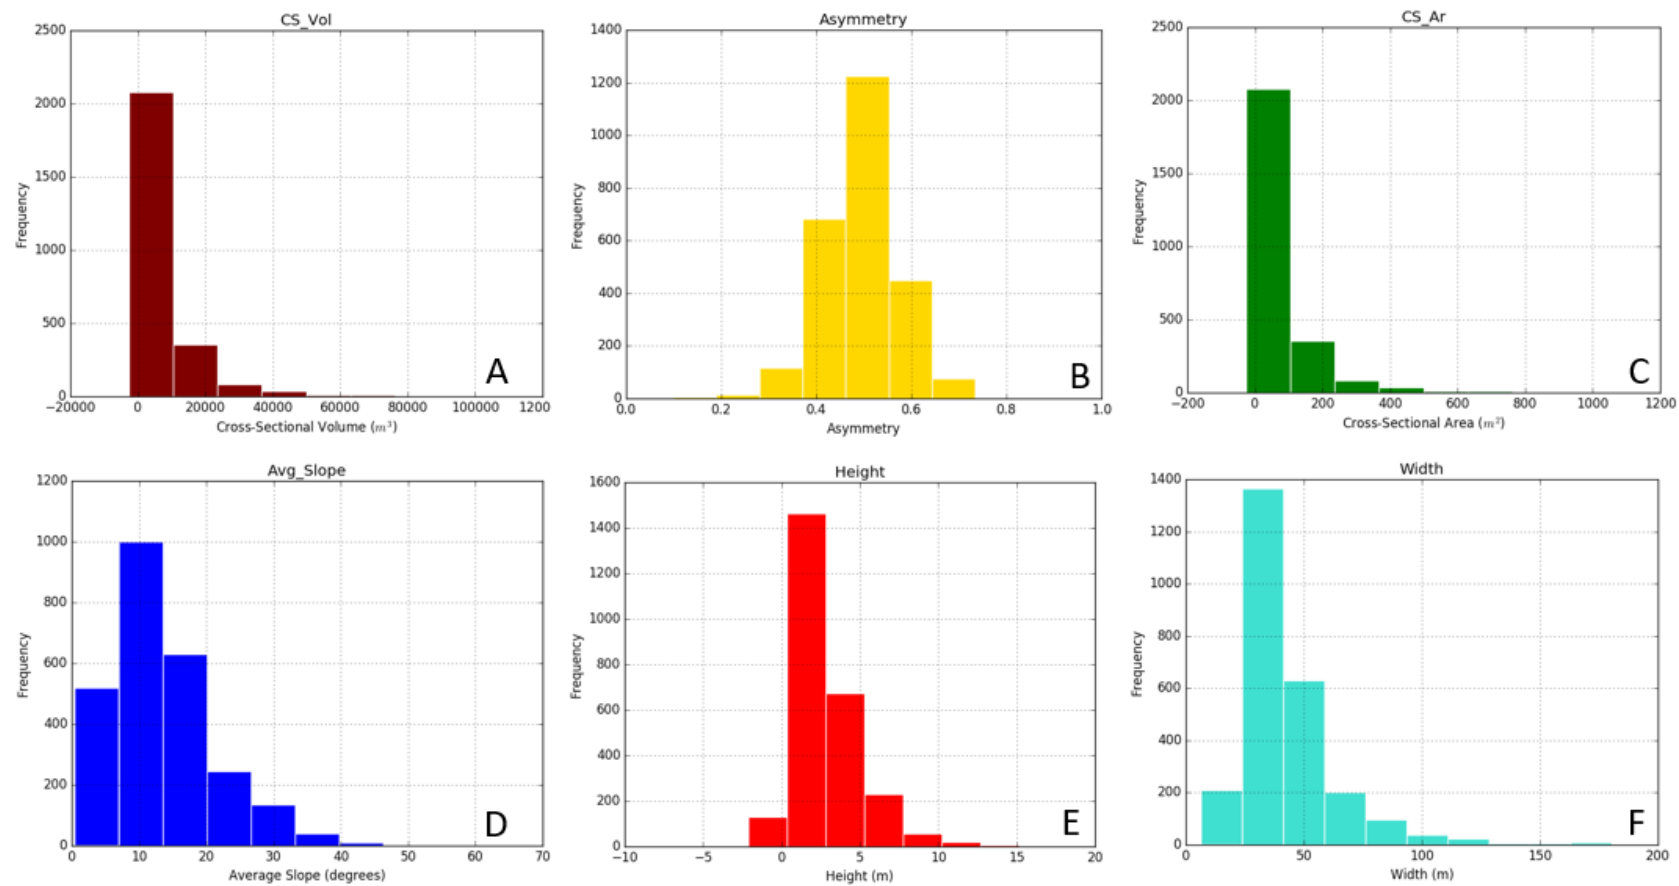 CS_Vol
2500
2000
1500
1000
500
0
Frequency
−20000 0 20000 40000 60000 80000 100000 1200
Cross-Sectional Volume (m³)
A
Asymmetry
1400
1200
1000
800
600
400
200
0
Frequency
0.0 0.2 0.4 0.6 0.8 1.0
Asymmetry
B
CS_Ar
2500
2000
1500
1000
500
0
Frequency
−200 0 200 400 600 800 1000 1200
Cross-Sectional Area (m²)
C
Avg_Slope
1200
1000
800
600
400
200
0
Frequency
0 10 20 30 40 50 60 70
Average Slope (degrees)
D
Height
1600
1400
1200
1000
800
600
400
200
0
Frequency
−10 −5 0 5 10 15 20
Height (m)
E
Width
1400
1200
1000
800
600
400
200
0
Frequency
0 50 100 150 200
Width (m)
F